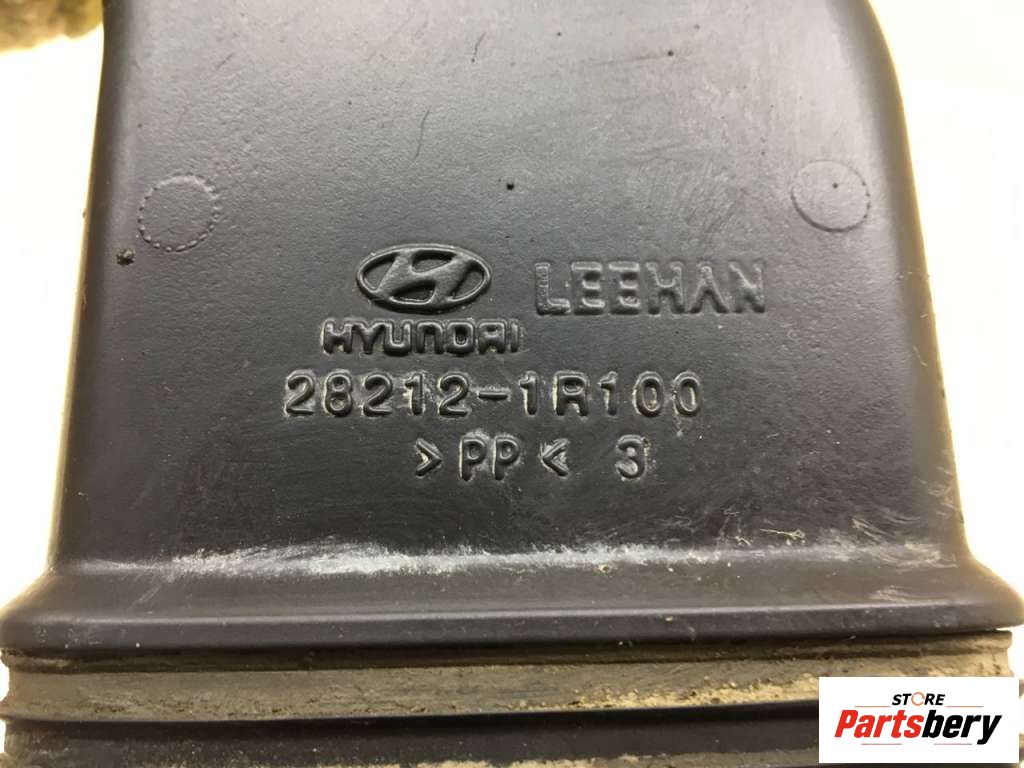 LEEHAN
HYUNDAI
28212-1R100
>PP< 3
STORE
Partsbery